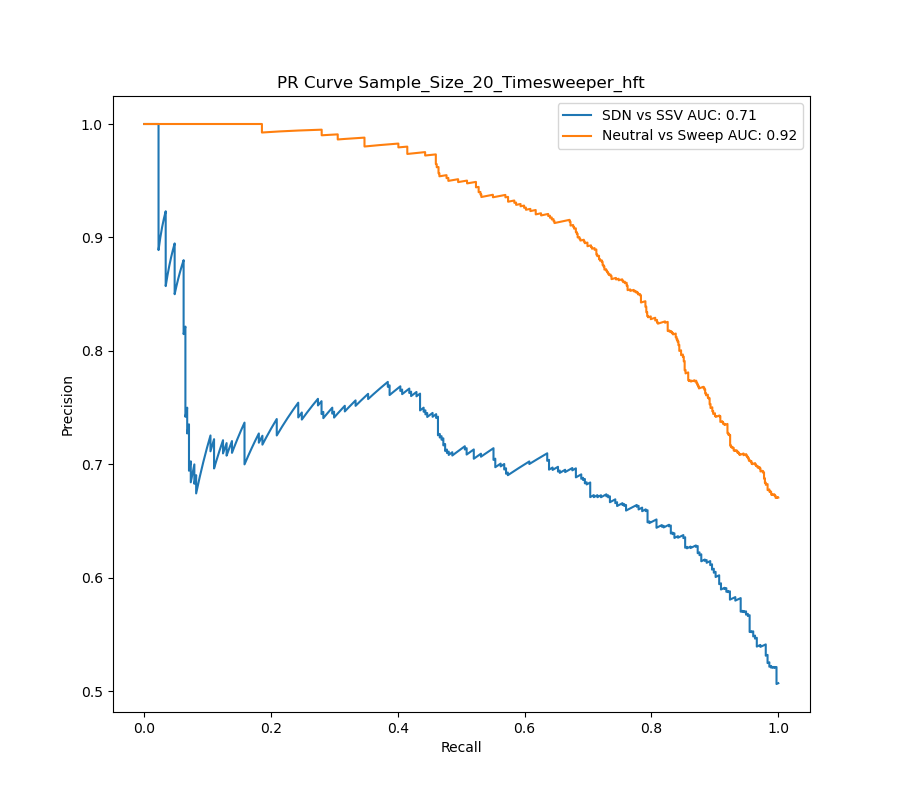 PR Curve Sample_Size_20_Timesweeper_hft
SDN vs SSV AUC: 0.71
Neutral vs Sweep AUC: 0.92
Precision
1.0
0.9
0.8
0.7
0.6
0.5
0.0 0.2 0.4 0.6 0.8 1.0
Recall